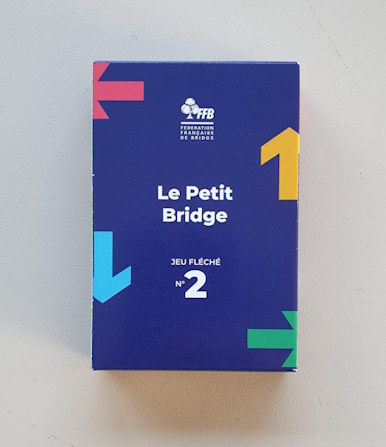 FFB
FEDERATION
FRANÇAISE
DE BRIDGE
Le Petit
Bridge
JEU FLÉCHÉ
N° 2